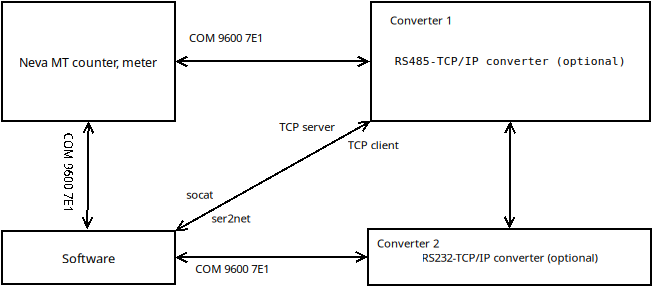 Converter 1
COM 9600 7E1
Neva MT counter, meter
RS485-TCP/IP converter (optional)
TCP server
TCP client
COM 9600 7E1
socat
ser2net
Software
Converter 2
RS232-TCP/IP converter (optional)
COM 9600 7E1